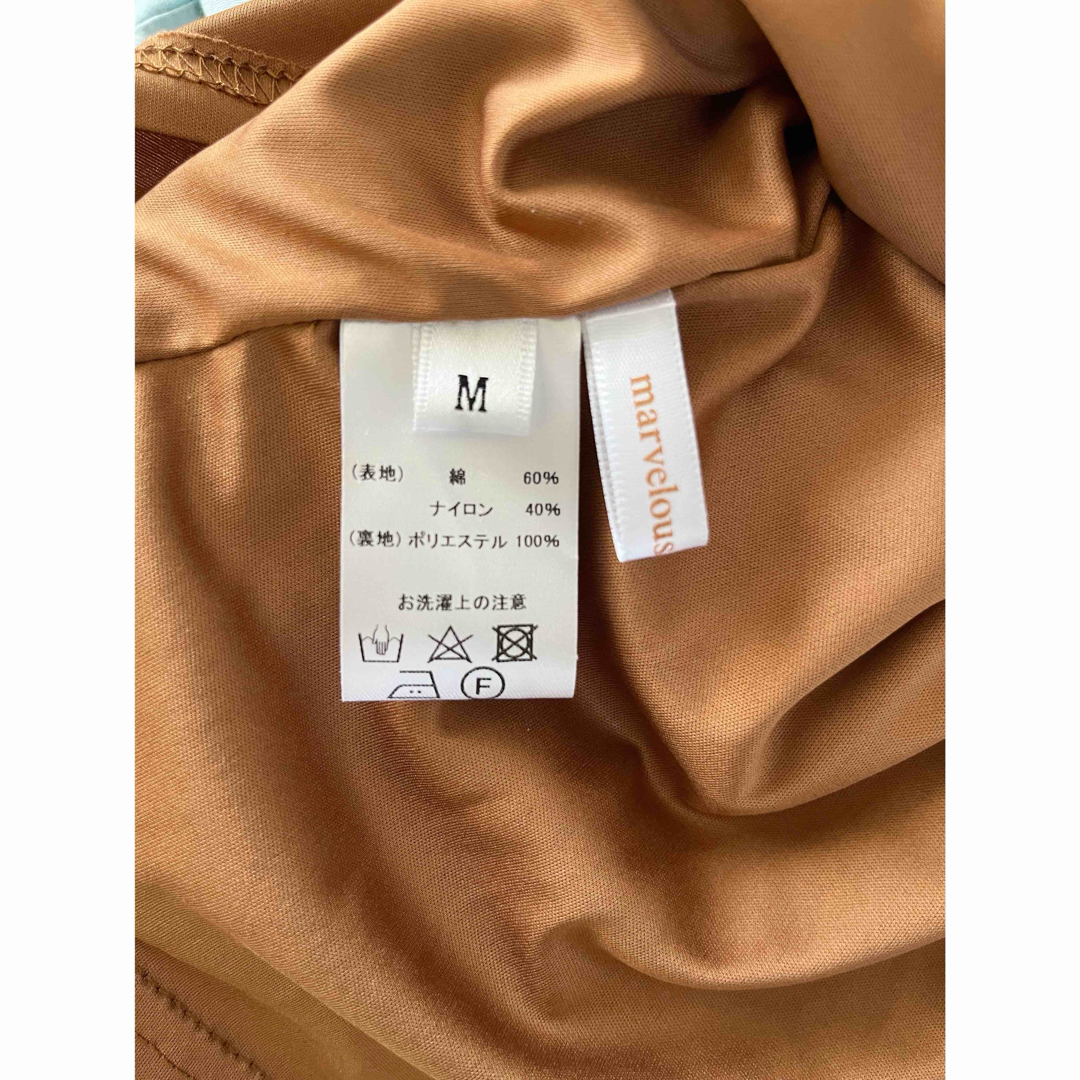 M
(表地) 綿 60%
ナイロン 40%
(裏地) ポリエステル 100%
お洗濯上の注意
F
marvelous